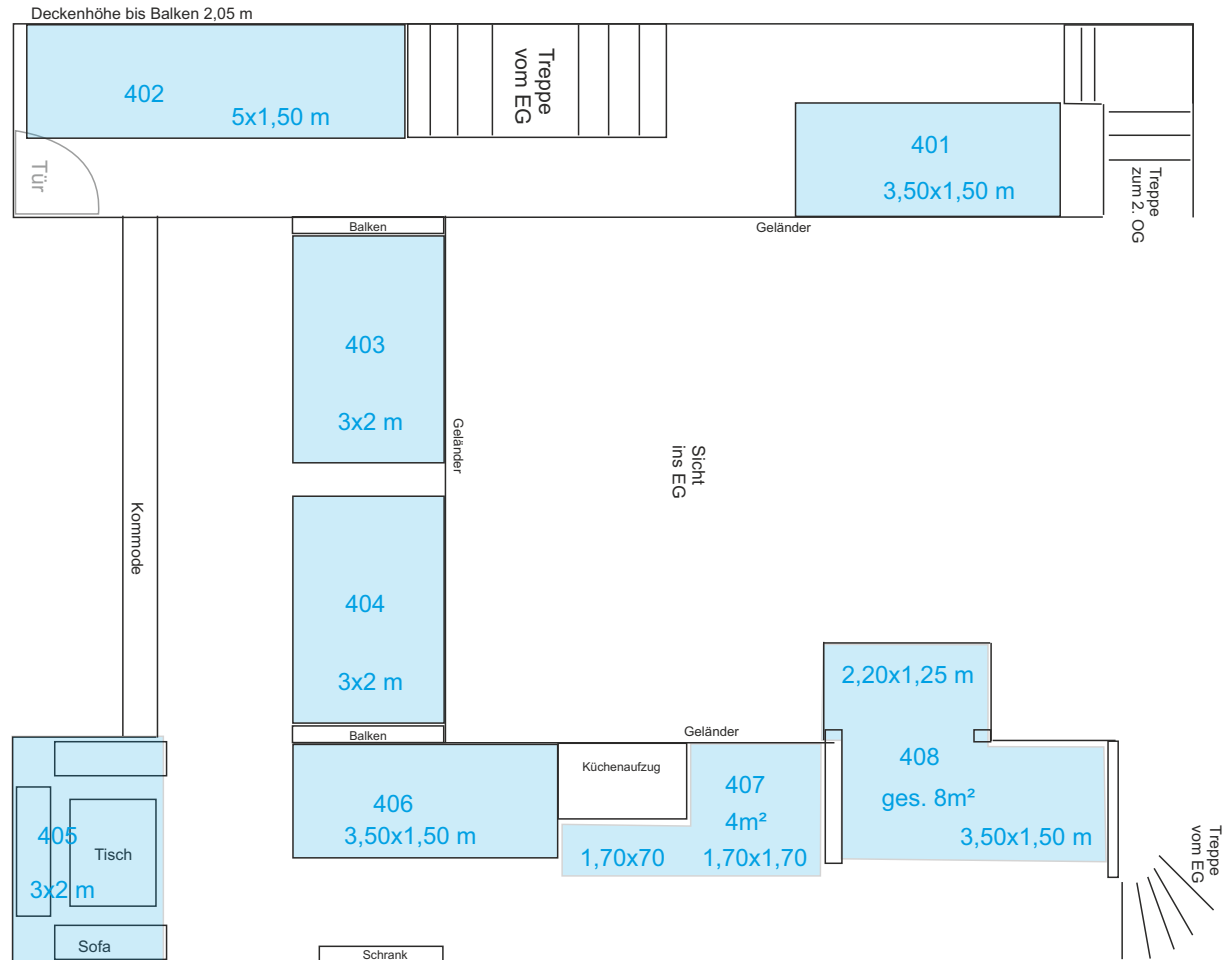 Deckenhöhe bis Balken 2,05 m
402
5x1,50 m
Treppe
vom EG
401
3,50x1,50 m
Tür
Treppe
zum 2. OG
Balken
Geländer
403
3x2 m
Geländer
Sicht
ins EG
Kommode
404
3x2 m
Balken
Geländer
2,20x1,25 m
408
ges. 8m²
3,50x1,50 m
Küchenaufzug
407
4m²
1,70x70
1,70x1,70
406
3,50x1,50 m
405
Tisch
3x2 m
Sofa
Schrank
Treppe
vom EG